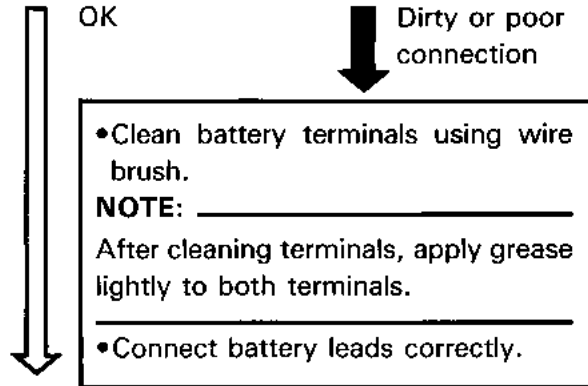 OK
Dirty or poor
connection
•Clean battery terminals using wire
brush.
NOTE:
After cleaning terminals, apply grease
lightly to both terminals.
•Connect battery leads correctly.